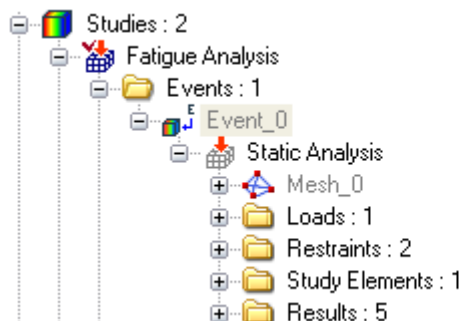 Studies : 2
Fatigue Analysis
Events : 1
E
Event_0
Static Analysis
Mesh_0
Loads : 1
Restraints : 2
Study Elements : 1
Results : 5